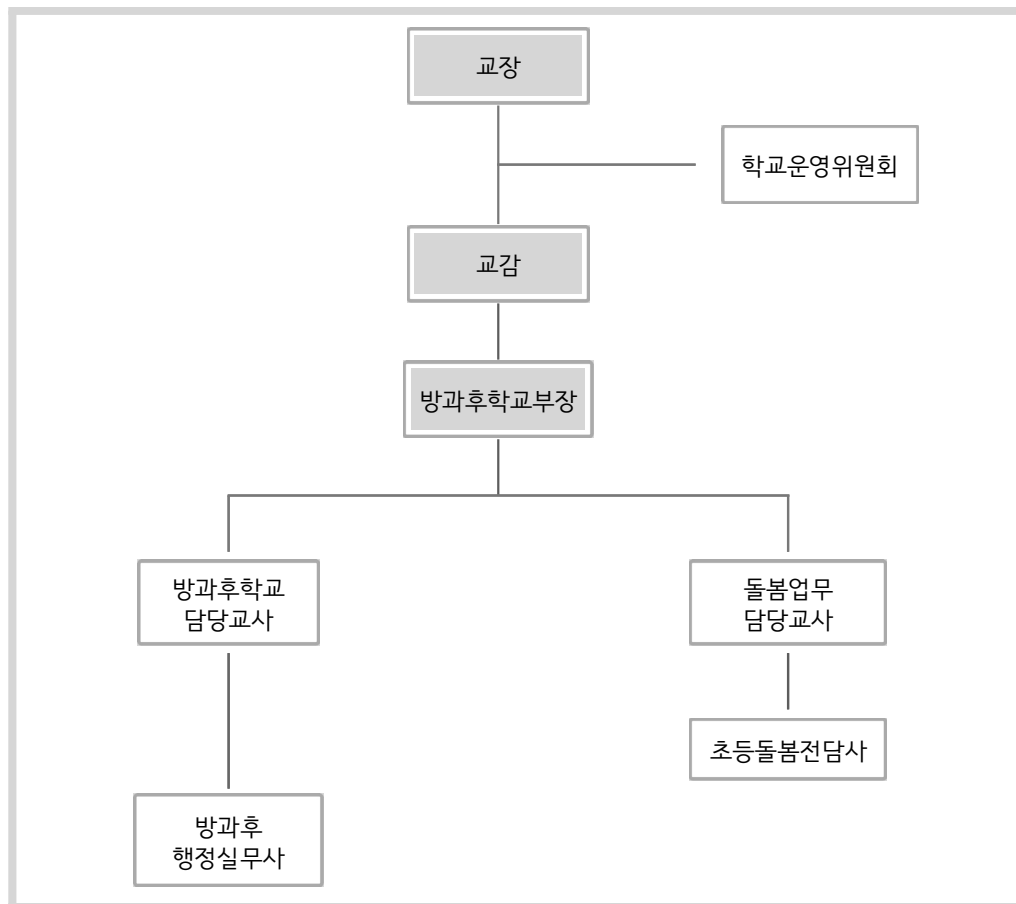 교장
학교운영위원회
교감
방과후학교부장
방과후학교
담당교사
돌봄업무
담당교사
초등돌봄전담사
방과후
행정실무사